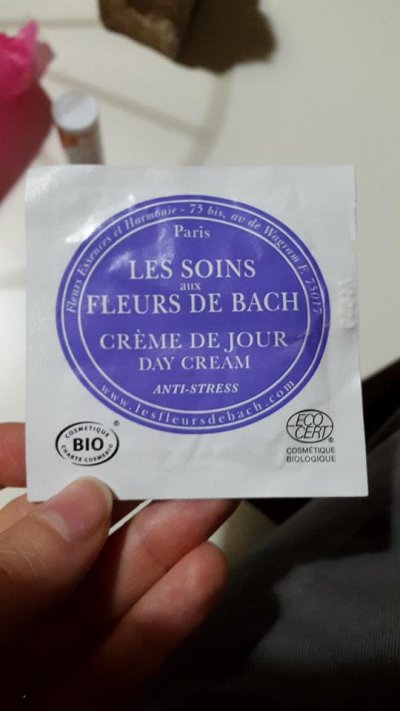 Fleurs Essences et Harmonie - 75 bis, av de Wagram F. 75017
Paris
LES SOINS
aux
FLEURS DE BACH
CRÈME DE JOUR
DAY CREAM
ANTI-STRESS
www.lesfleursdebach.com
COSMETIQUE
BIO
CHARTE COSMEBIO
®
ECO
CERT
®
COSMÉTIQUE
BIOLOGIQUE